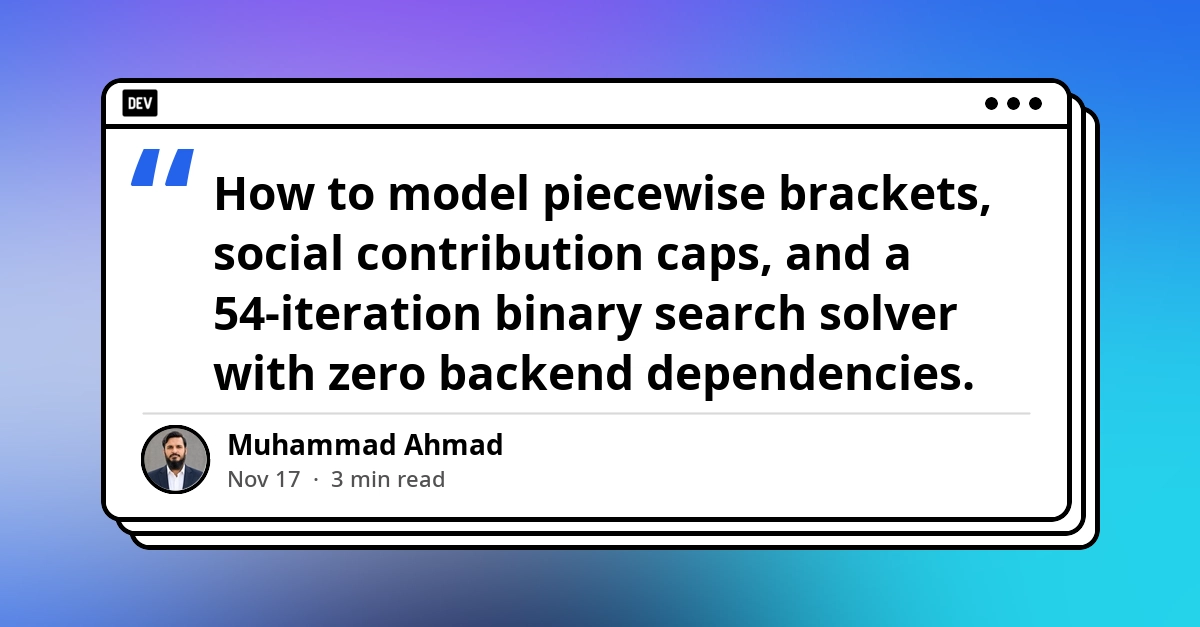 DEV
“
How to model piecewise brackets,
social contribution caps, and a
54-iteration binary search solver
with zero backend dependencies.
Muhammad Ahmad
Nov 17 · 3 min read